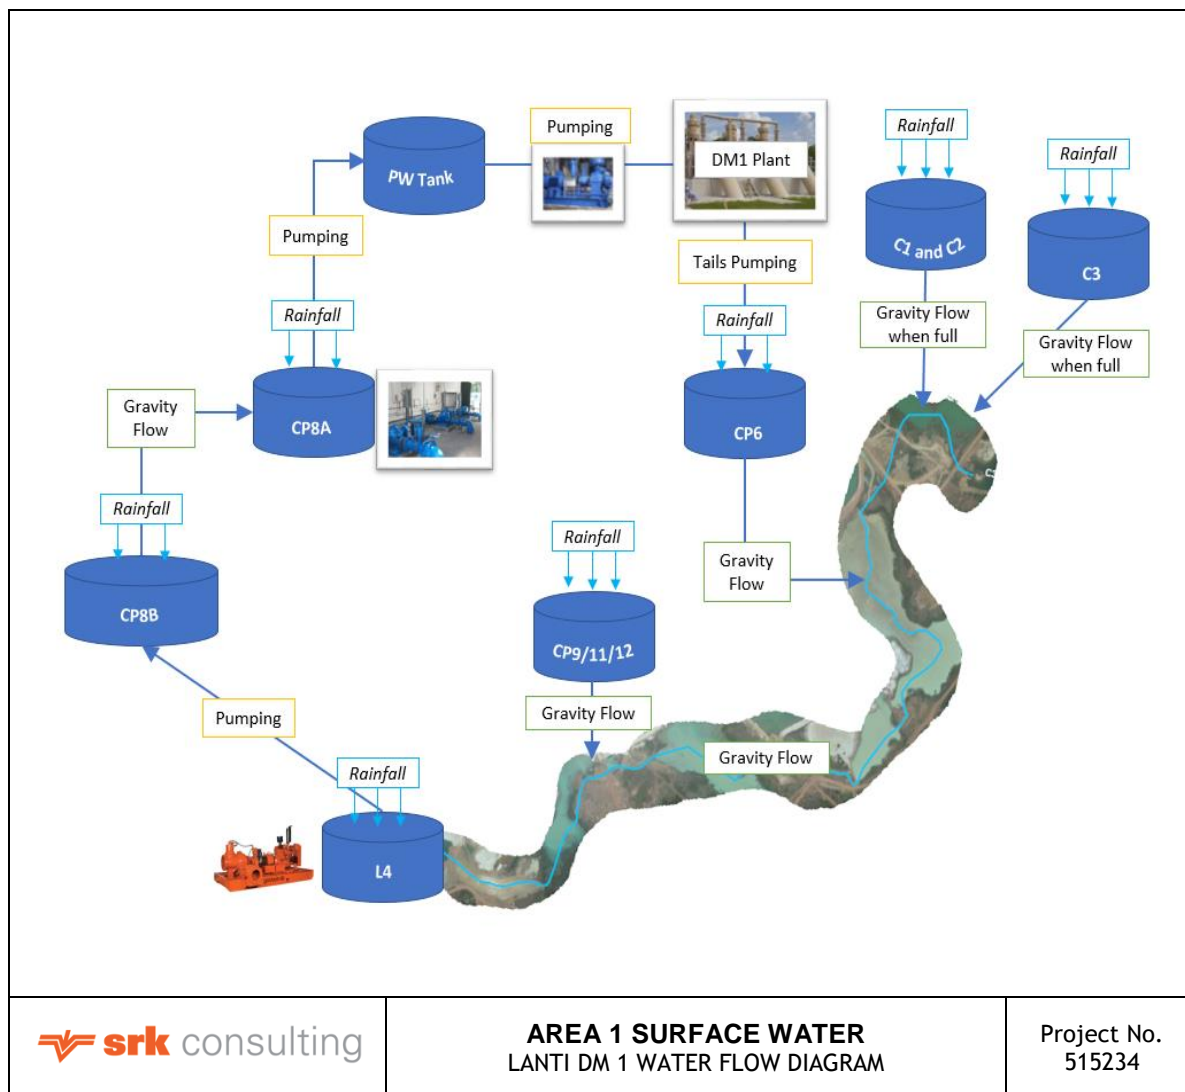 Pumping
Rainfall
PW Tank
DM1 Plant
Rainfall
Pumping
Tails Pumping
C1 and C2
C3
Rainfall
Rainfall
Gravity Flow
when full
Gravity Flow
when full
Gravity
Flow
CP8A
CP6
Rainfall
Rainfall
Gravity
Flow
CP8B
CP9/11/12
Pumping
Gravity Flow
Gravity Flow
Rainfall
L4
srk consulting
AREA 1 SURFACE WATER
LANTI DM 1 WATER FLOW DIAGRAM
Project No.
515234